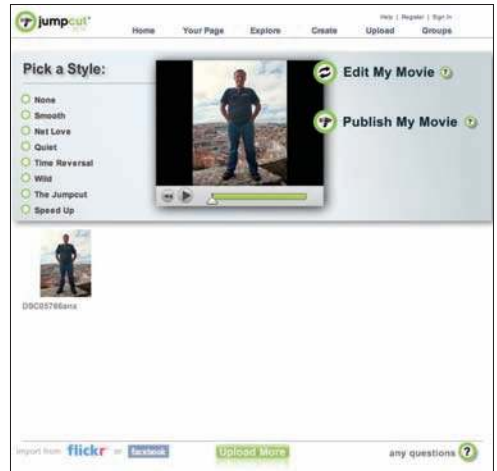 jumpcut
BETA
Help | Register | Sign In
Home Your Page Explore Create Upload Groups
Pick a Style:
None
Smooth
Net Love
Quiet
Time Reversal
Wild
The Jumpcut
Speed Up
Edit My Movie ?
Publish My Movie ?
import from flickr or facebook
Upload More
any questions ?